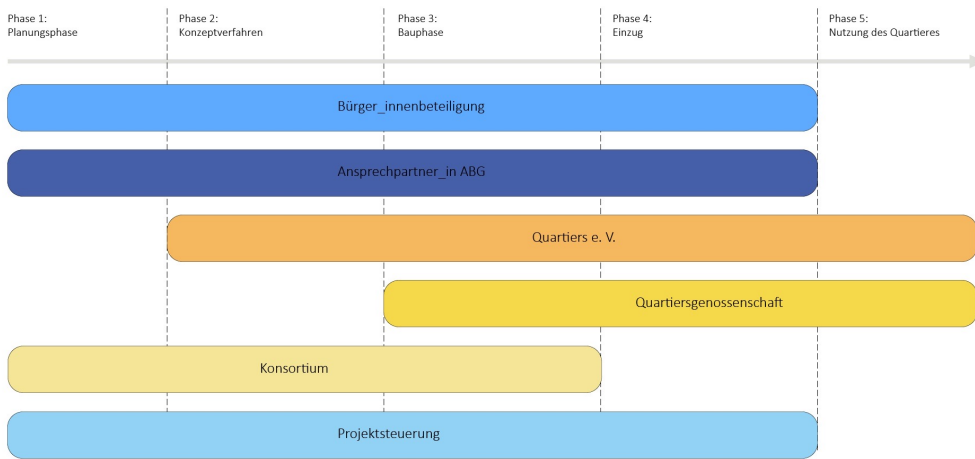 Phase 1:
Planungsphase
Phase 2:
Konzeptverfahren
Phase 3:
Bauphase
Phase 4:
Einzug
Phase 5:
Nutzung des Quartieres
Bürger_innenbeteiligung
Ansprechpartner_in ABG
Quartiers e. V.
Quartiersgenossenschaft
Konsortium
Projektsteuerung